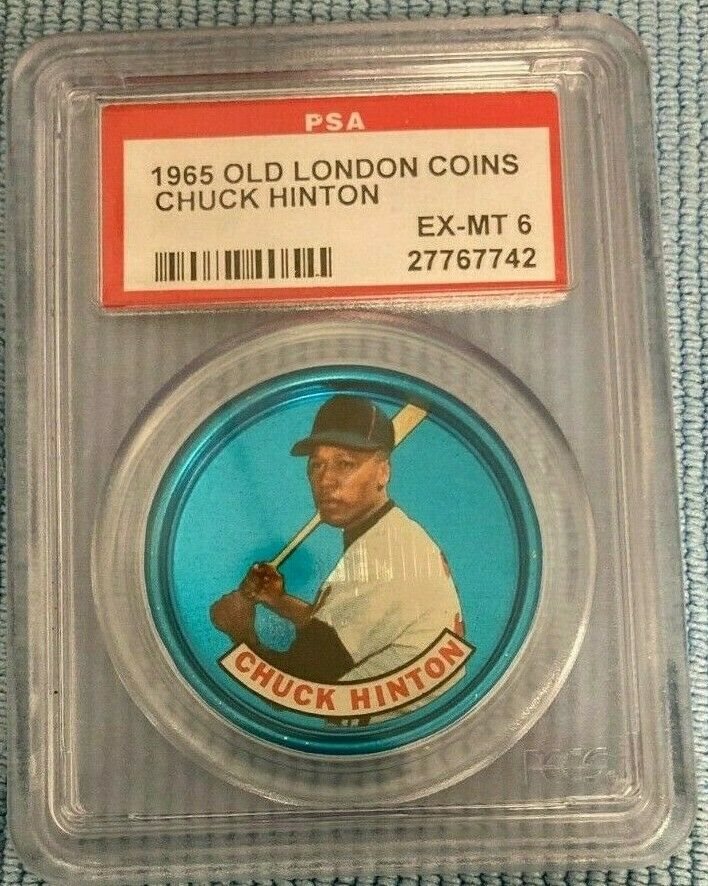 PSA
1965 OLD LONDON COINS
CHUCK HINTON
EX-MT 6
27767742
CHUCK HINTON